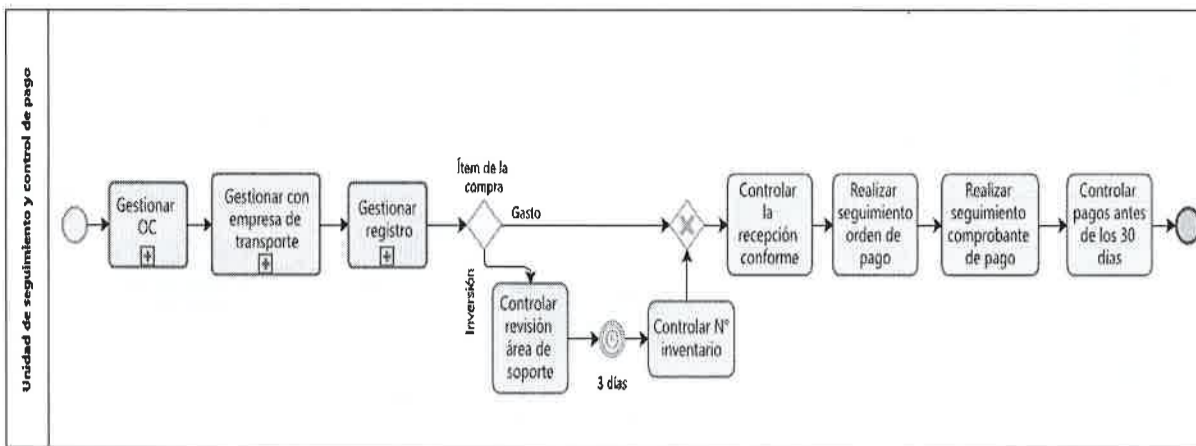 Unidad de seguimiento y control de pago
Gestionar
OC
Gestionar con
empresa de
transporte
Gestionar
registro
Ítem de la
compra
Gasto
Inversión
Controlar
revisión
área de
soporte
3 días
Controlar N°
inventario
Controlar
la
recepción
conforme
Realizar
seguimiento
orden de
pago
Realizar
seguimiento
comprobante
de pago
Controlar
pagos antes
de los 30
días